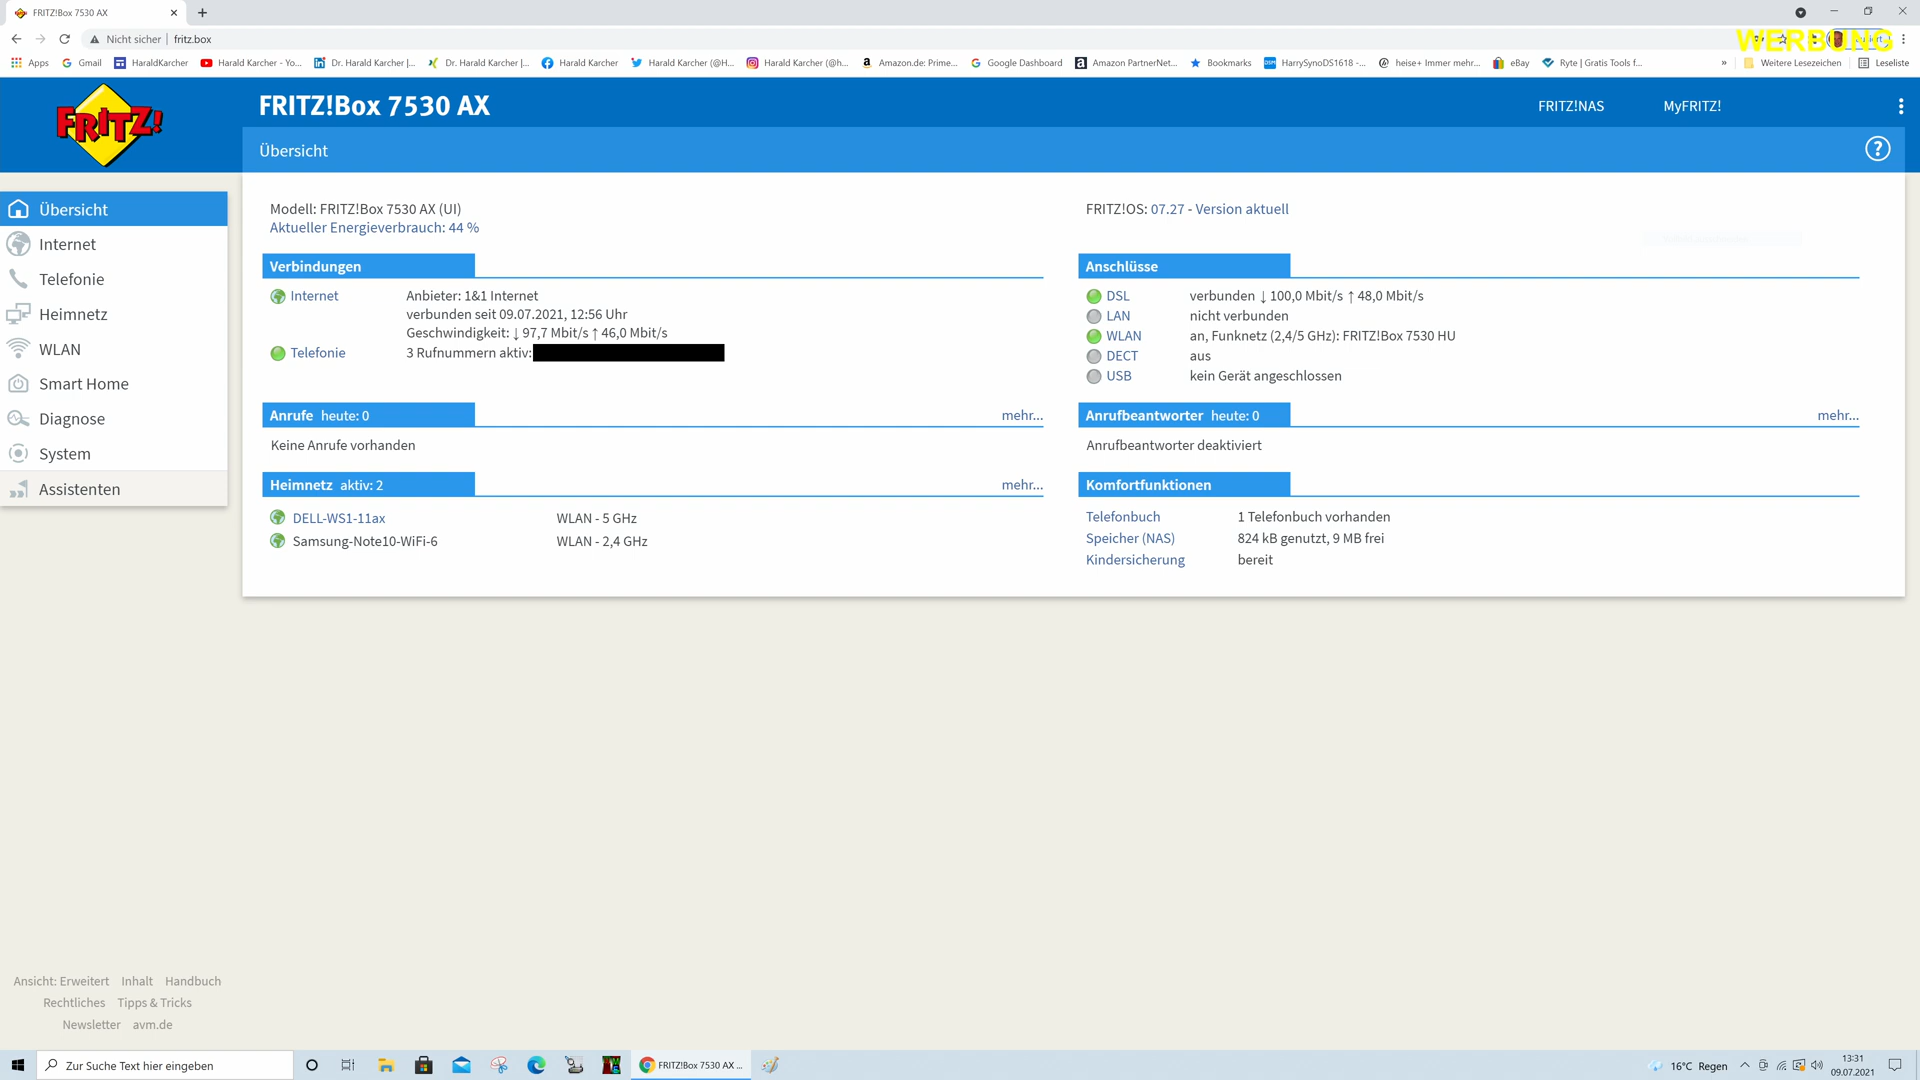 FRITZ!Box 7530 AX
Nicht sicher | fritz.box
WERBUNG
Apps Gmail HaraldKarcher Harald Karcher - Yo... Dr. Harald Karcher |... Dr. Harald Karcher |... Harald Karcher Harald Karcher (@H... Harald Karcher (@h... Amazon.de: Prime... Google Dashboard Amazon PartnerNet... Bookmarks HarrySynoDS1618 -... heise+ Immer mehr... eBay Ryte | Gratis Tools f... » Weitere Lesezeichen Leseliste
FRITZ!
FRITZ!Box 7530 AX
FRITZ!NAS MyFRITZ!
Übersicht
?
Übersicht
Internet
Telefonie
Heimnetz
WLAN
Smart Home
Diagnose
System
Assistenten
Modell: FRITZ!Box 7530 AX (UI)
Aktueller Energieverbrauch: 44 %
FRITZ!OS: 07.27 - Version aktuell
Verbindungen
Internet Anbieter: 1&1 Internet
verbunden seit 09.07.2021, 12:56 Uhr
Geschwindigkeit: ↓ 97,7 Mbit/s ↑ 46,0 Mbit/s
Telefonie 3 Rufnummern aktiv:
Anschlüsse
DSL verbunden ↓ 100,0 Mbit/s ↑ 48,0 Mbit/s
LAN nicht verbunden
WLAN an, Funknetz (2,4/5 GHz): FRITZ!Box 7530 HU
DECT aus
USB kein Gerät angeschlossen
Anrufe heute: 0 mehr...
Keine Anrufe vorhanden
Anrufbeantworter heute: 0 mehr...
Anrufbeantworter deaktiviert
Heimnetz aktiv: 2 mehr...
DELL-WS1-11ax WLAN - 5 GHz
Samsung-Note10-WiFi-6 WLAN - 2,4 GHz
Komfortfunktionen
Telefonbuch 1 Telefonbuch vorhanden
Speicher (NAS) 824 kB genutzt, 9 MB frei
Kindersicherung bereit
Ansicht: Erweitert Inhalt Handbuch
Rechtliches Tipps & Tricks
Newsletter avm.de
Zur Suche Text hier eingeben
FRITZ!Box 7530 AX ...
16°C Regen
13:31
09.07.2021